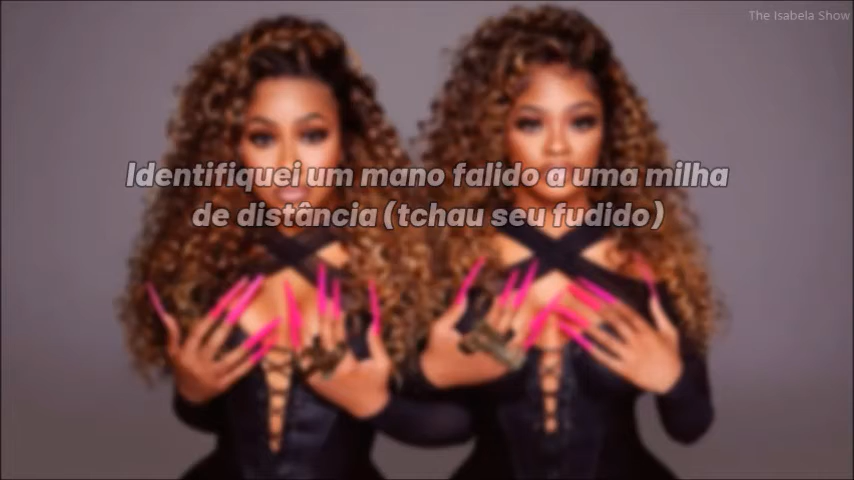 The Isabela Show
Identifiquei um mano falido a uma milha
de distância (tchau seu fudido)